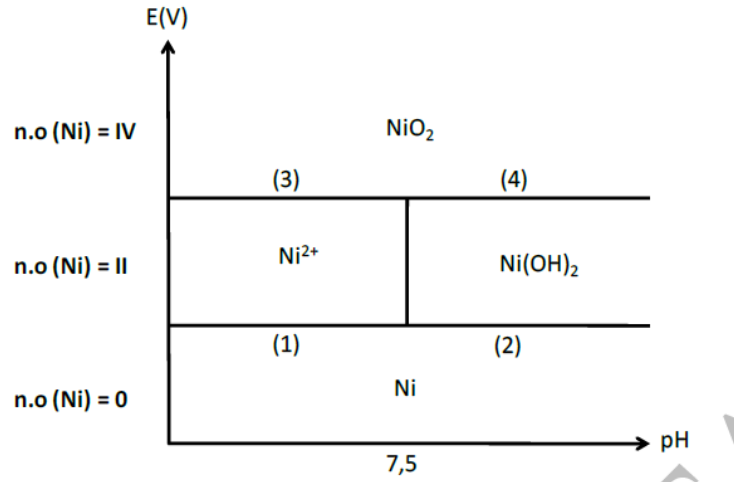 E(V)
n.o (Ni) = IV
NiO₂
(3) (4)
n.o (Ni) = II
Ni²⁺
Ni(OH)₂
(1) (2)
n.o (Ni) = 0
Ni
pH
7,5